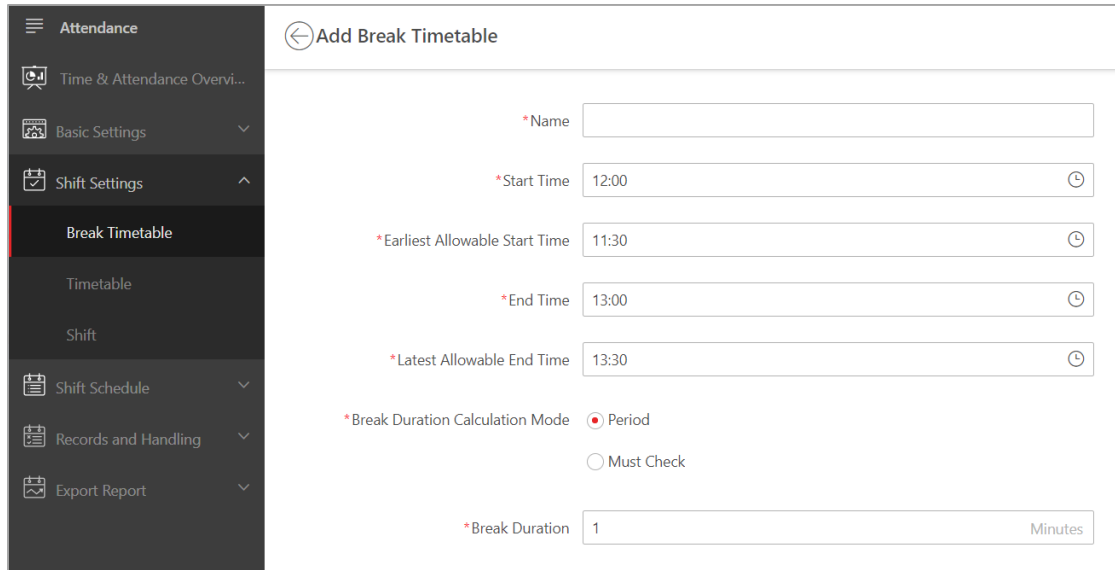 Attendance
Time & Attendance Overvi...
Basic Settings
Shift Settings
Break Timetable
Timetable
Shift
Shift Schedule
Records and Handling
Export Report
Add Break Timetable
*Name
*Start Time 12:00
*Earliest Allowable Start Time 11:30
*End Time 13:00
*Latest Allowable End Time 13:30
*Break Duration Calculation Mode Period
Must Check
*Break Duration 1 Minutes